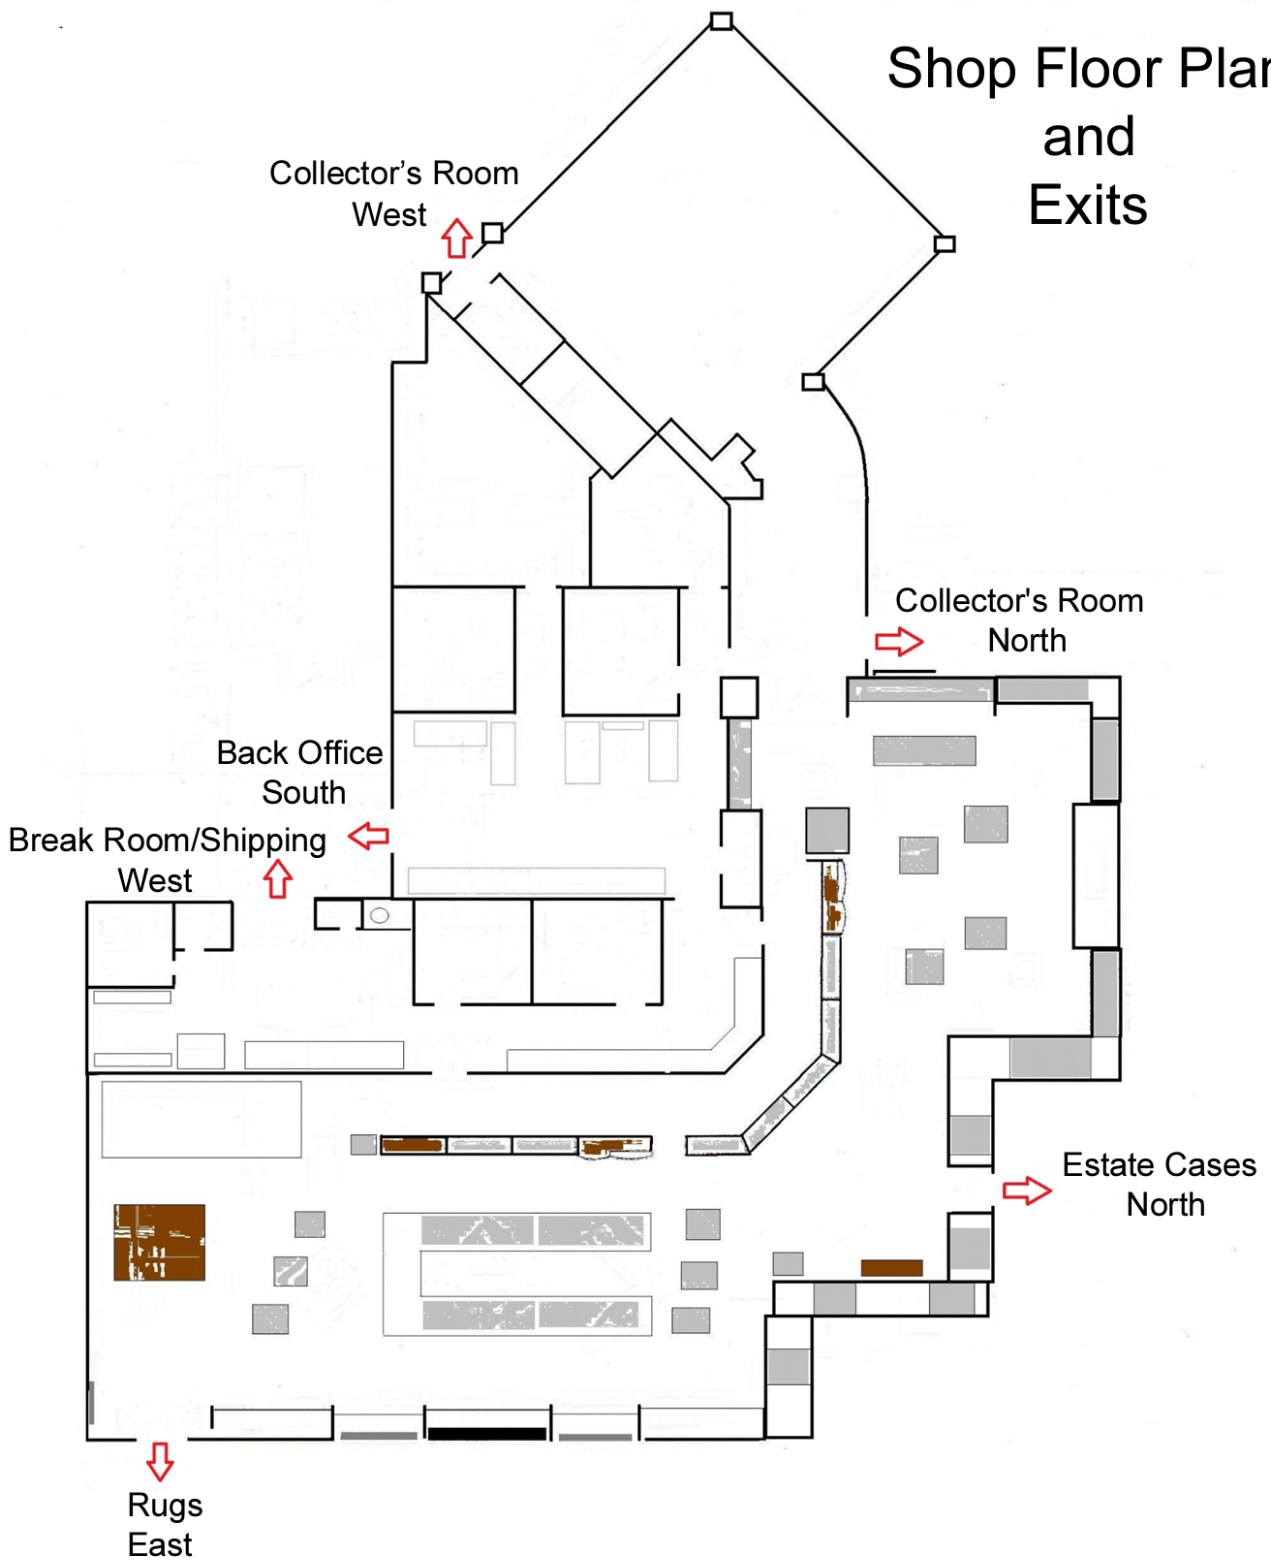 Shop Floor Plan
and
Exits
Collector’s Room
West
Collector's Room
North
Back Office
South
Break Room/Shipping
West
Estate Cases
North
Rugs
East